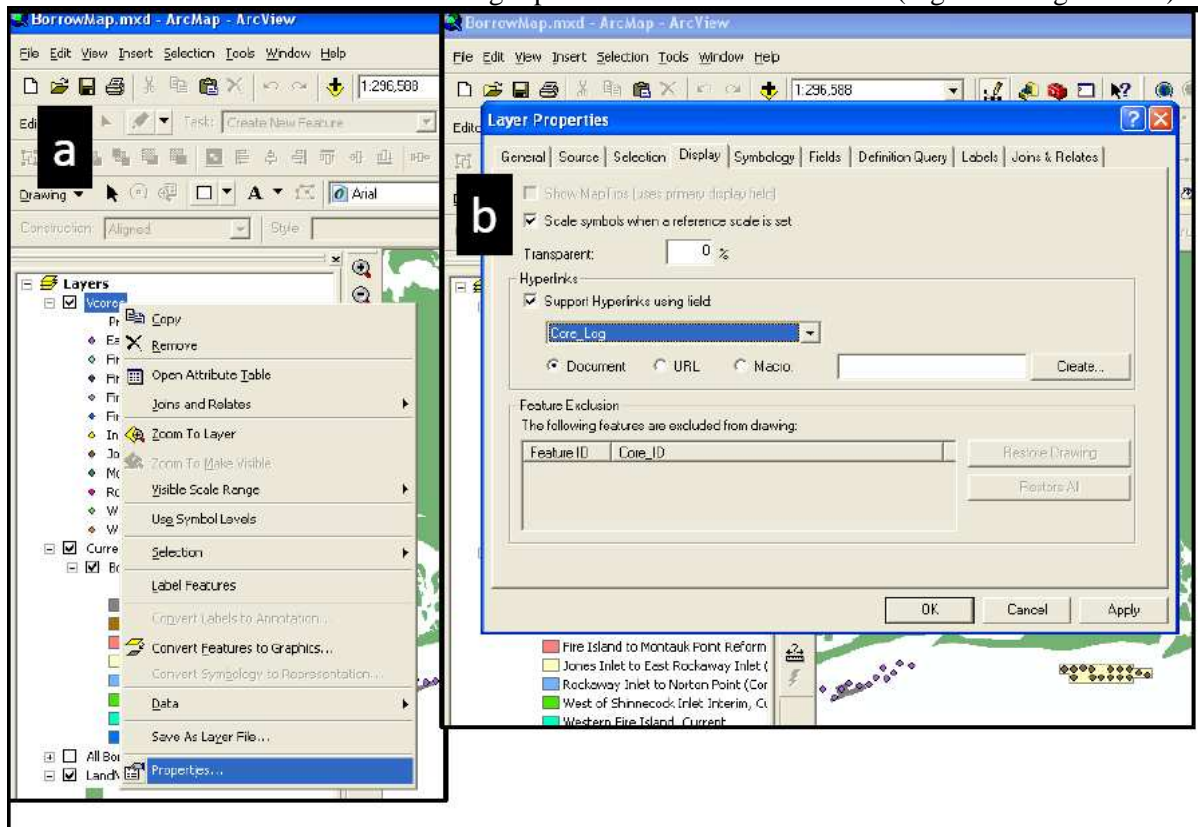 BorrowMap.mxd - ArcMap - ArcView
File Edit View Insert Selection Tools Window Help
1:296,588
Task: Create New Feature
a
Drawing
A
Arial
Construction: Aligned
Style
Layers
Copy
Remove
Open Attribute Table
Joins and Relates
Zoom To Layer
Zoom To Make Visible
Visible Scale Range
Use Symbol Levels
Selection
Label Features
Convert Labels to Annotation...
Convert Features to Graphics...
Convert Symbology to Representation...
Data
Save As Layer File...
Properties...
BorrowMap.mxd - ArcMap - ArcView
File Edit View Insert Selection Tools Window Help
1:296,588
Layer Properties
General Source Selection Display Symbology Fields Definition Query Labels Joins & Relates
b
Show MapTips (uses primary display field)
Scale symbols when a reference scale is set
Transparent: 0 %
Hyperlinks
Support Hyperlinks using field:
Core_Log
Document URL Macro: Create...
Feature Exclusion
The following features are excluded from drawing:
Feature ID Core_ID
Restore Drawing
Restore All
OK Cancel Apply
Fire Island to Montauk Point Reform
Jones Inlet to East Rockaway Inlet (
Rockaway Inlet to Norton Point (Cor
West of Shinnecock Inlet Interim, Cu
Western Fire Island, Current